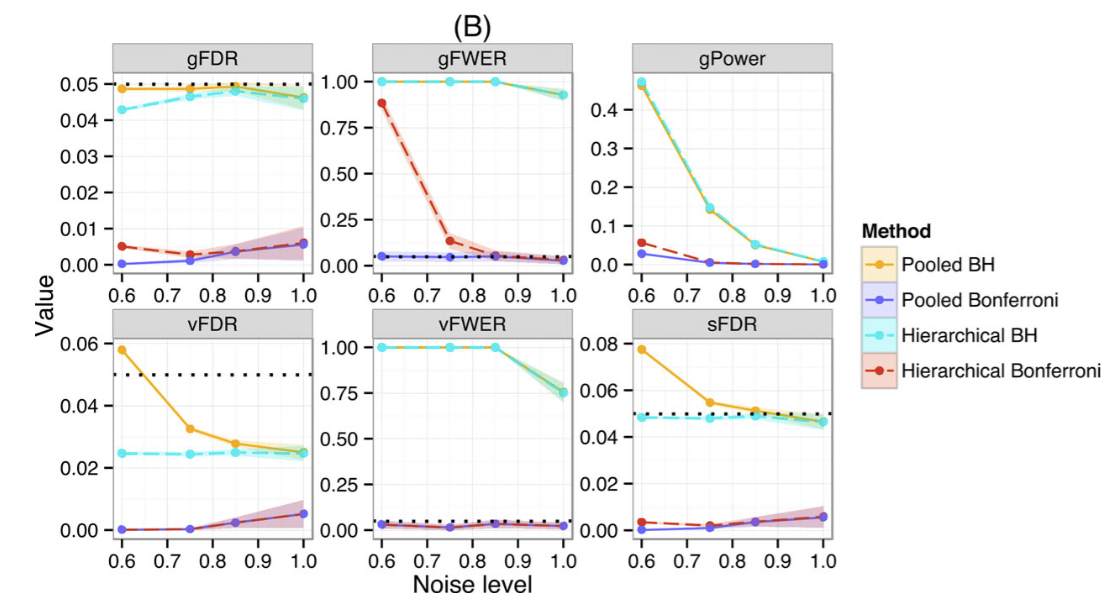 (B)
gFDR gFWER gPower
0.05
0.04
0.03
0.02
0.01
0.00
1.00
0.75
0.50
0.25
0.00
0.4
0.3
0.2
0.1
0.0
0.6 0.7 0.8 0.9 1.0
0.6 0.7 0.8 0.9 1.0
0.6 0.7 0.8 0.9 1.0
Value
vFDR vFWER sFDR
0.06
0.04
0.02
0.00
1.00
0.75
0.50
0.25
0.00
0.08
0.06
0.04
0.02
0.00
0.6 0.7 0.8 0.9 1.0
0.6 0.7 0.8 0.9 1.0
0.6 0.7 0.8 0.9 1.0
Noise level
Method
Pooled BH
Pooled Bonferroni
Hierarchical BH
Hierarchical Bonferroni